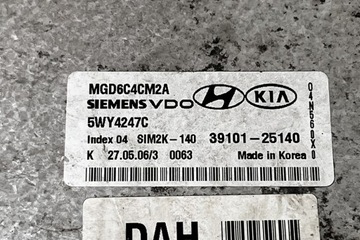 MGD6C4CM2A
SIEMENS VDO KIA
5WY4247C
Index 04 SIM2K-140 39101-25140
K 27.05.06/3 0063 Made in Korea
04N560X0
DAH